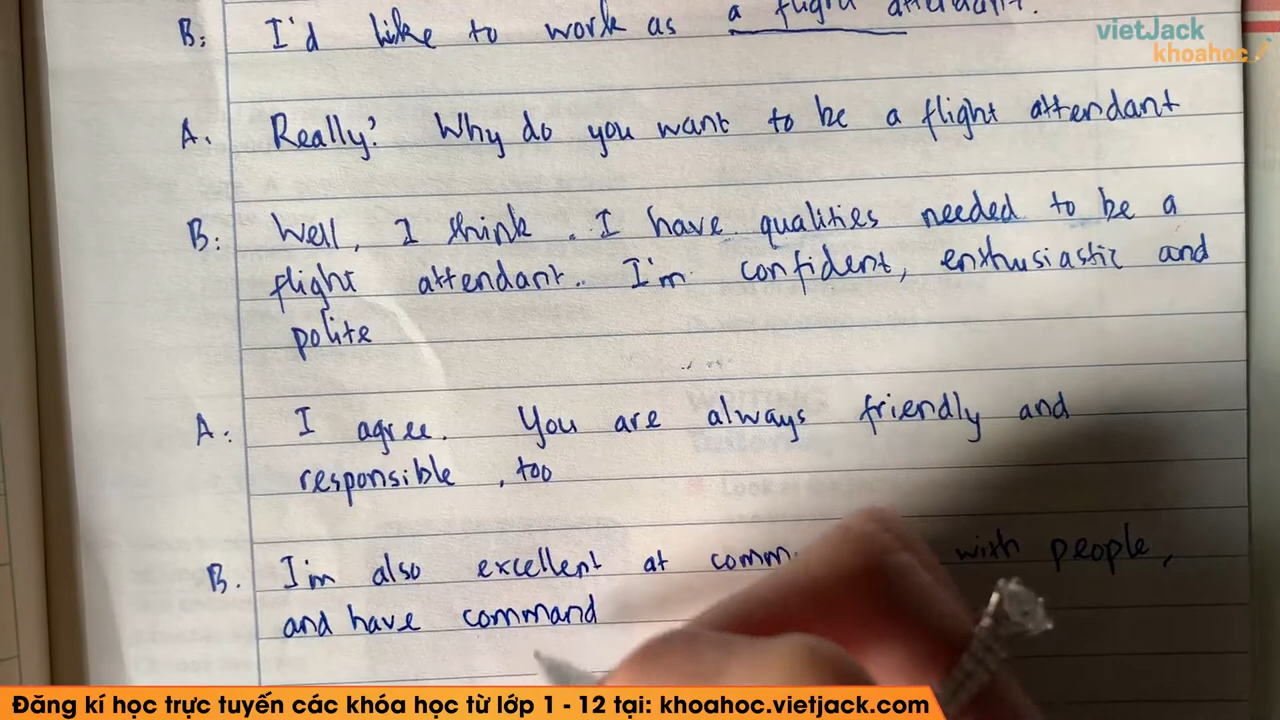 B: I'd like to work as a flight attendant.
vietJack
khoahoc
A. Really? Why do you want to be a flight attendant
B: Well, I think. I have qualities needed to be a
flight attendant. I'm confident, enthusiastic and
polite
A: I agree. You are always friendly and
responsible, too
B. I'm also excellent at comm with people,
and have command
Đăng kí học trực tuyến các khóa học từ lớp 1 - 12 tại: khoahoc.vietjack.com